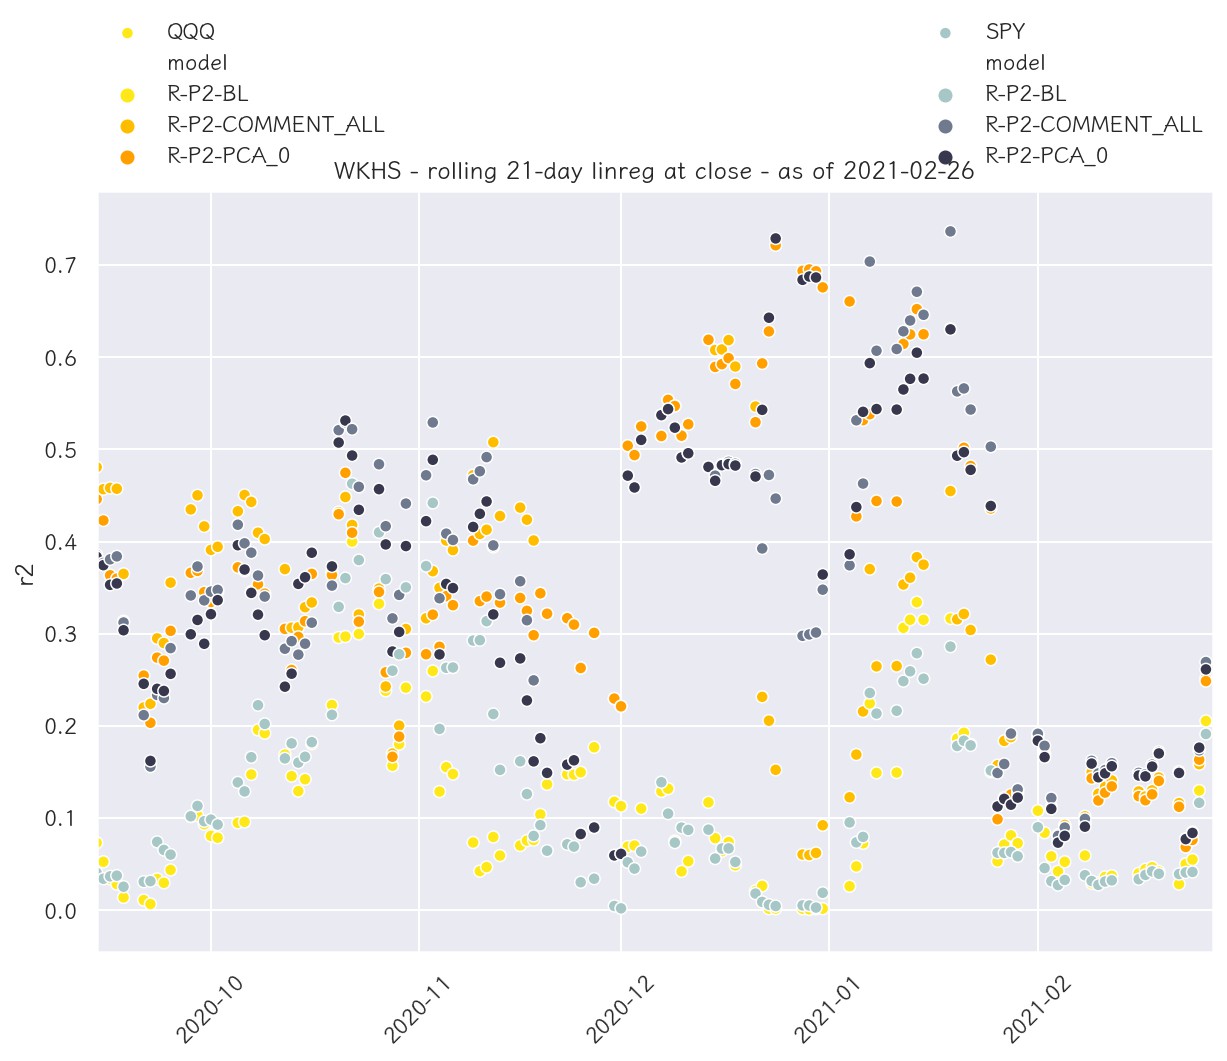 QQQ
model
R-P2-BL
R-P2-COMMENT_ALL
R-P2-PCA_0
SPY
model
R-P2-BL
R-P2-COMMENT_ALL
R-P2-PCA_0
WKHS - rolling 21-day linreg at close - as of 2021-02-26
0.7
0.6
0.5
0.4
0.3
0.2
0.1
0.0
r2
2020-10
2020-11
2020-12
2021-01
2021-02